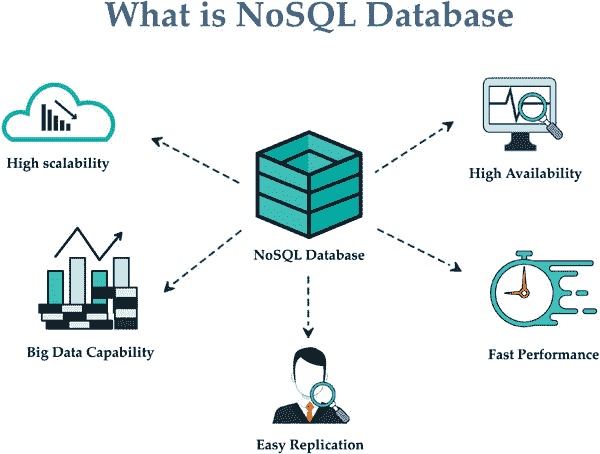 What is NoSQL Database
High scalability
High Availability
NoSQL Database
Big Data Capability
Fast Performance
Easy Replication